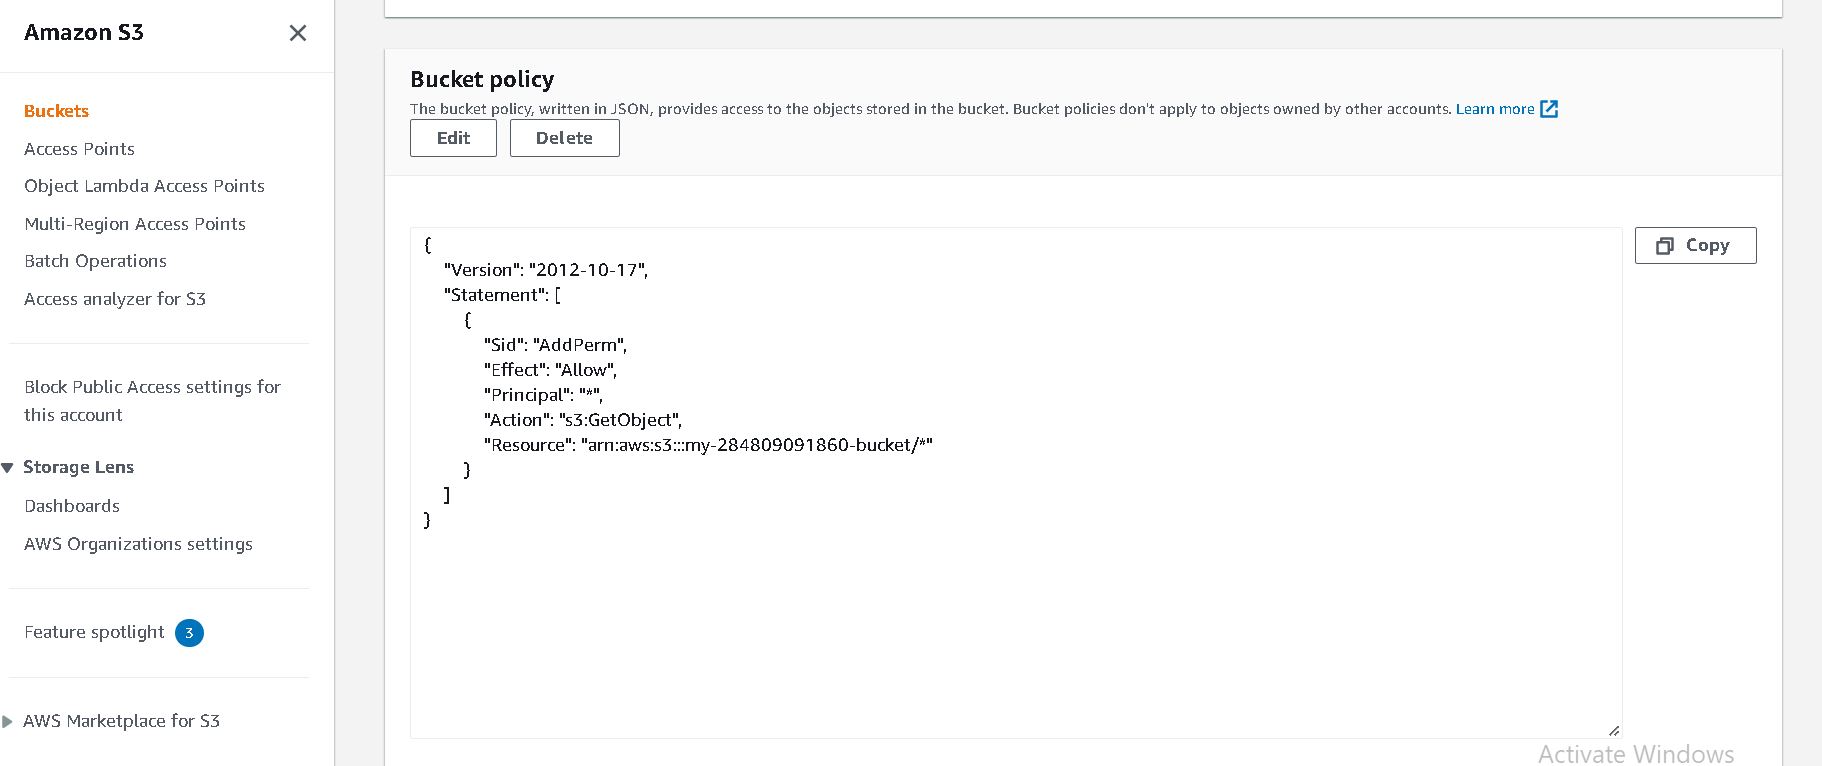 Amazon S3
Buckets
Access Points
Object Lambda Access Points
Multi-Region Access Points
Batch Operations
Access analyzer for S3
Block Public Access settings for
this account
Storage Lens
Dashboards
AWS Organizations settings
Feature spotlight 3
AWS Marketplace for S3
Bucket policy
The bucket policy, written in JSON, provides access to the objects stored in the bucket. Bucket policies don't apply to objects owned by other accounts. Learn more
Edit Delete
Copy
{
"Version": "2012-10-17",
"Statement": [
{
"Sid": "AddPerm",
"Effect": "Allow",
"Principal": "*",
"Action": "s3:GetObject",
"Resource": "arn:aws:s3:::my-284809091860-bucket/*"
}
]
}
Activate Windows